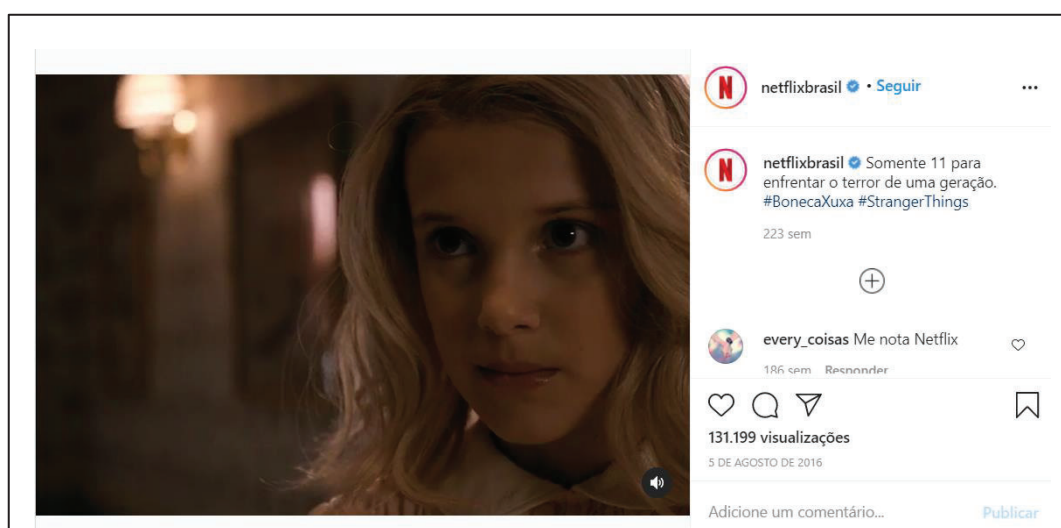 netflixbrasil • Seguir
netflixbrasil Somente 11 para
enfrentar o terror de uma geração.
#BonecaXuxa #StrangerThings
223 sem
every_coisas Me nota Netflix
186 sem Responder
131.199 visualizações
5 DE AGOSTO DE 2016
Adicione um comentário... Publicar